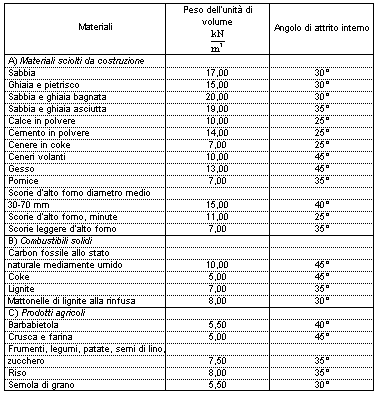 Materiali Peso dell'unità di volume kN/m³ Angolo di attrito interno
A) Materiali sciolti da costruzione
Sabbia 17,00 30°
Ghiaia e pietrisco 15,00 30°
Sabbia e ghiaia bagnata 20,00 30°
Sabbia e ghiaia asciutta 19,00 35°
Calce in polvere 10,00 25°
Cemento in polvere 14,00 25°
Cenere in coke 7,00 25°
Ceneri volanti 10,00 45°
Gesso 13,00 45°
Pomice 7,00 35°
Scorie d'alto forno diametro medio
30-70 mm 15,00 40°
Scorie d'alto forno, minute 11,00 25°
Scorie leggere d'alto forno 7,00 35°
B) Combustibili solidi
Carbon fossile allo stato
naturale mediamente umido 10,00 45°
Coke 5,00 45°
Lignite 7,00 35°
Mattonelle di lignite alla rinfusa 8,00 30°
C) Prodotti agricoli
Barbabietola 5,50 40°
Crusca e farina 5,00 45°
Frumenti, legumi, patate, semi di lino,
zucchero 7,50 35°
Riso 8,00 35°
Semola di grano 5,50 30°